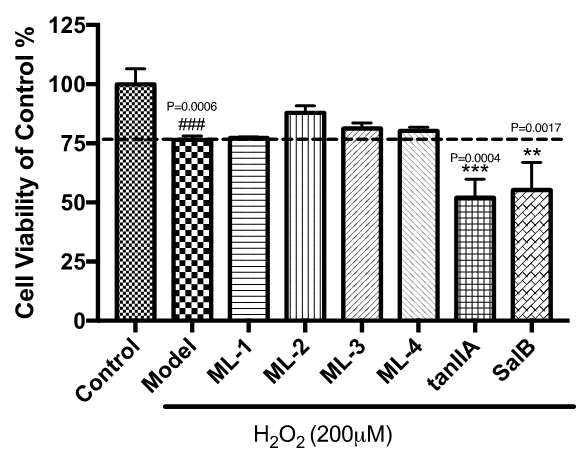 Cell Viability of Control %
125
100
75
50
25
0
P=0.0006
###
P=0.0004
***
P=0.0017
**
Control
Model
ML-1
ML-2
ML-3
ML-4
tanIIA
SalB
H₂O₂ (200μM)